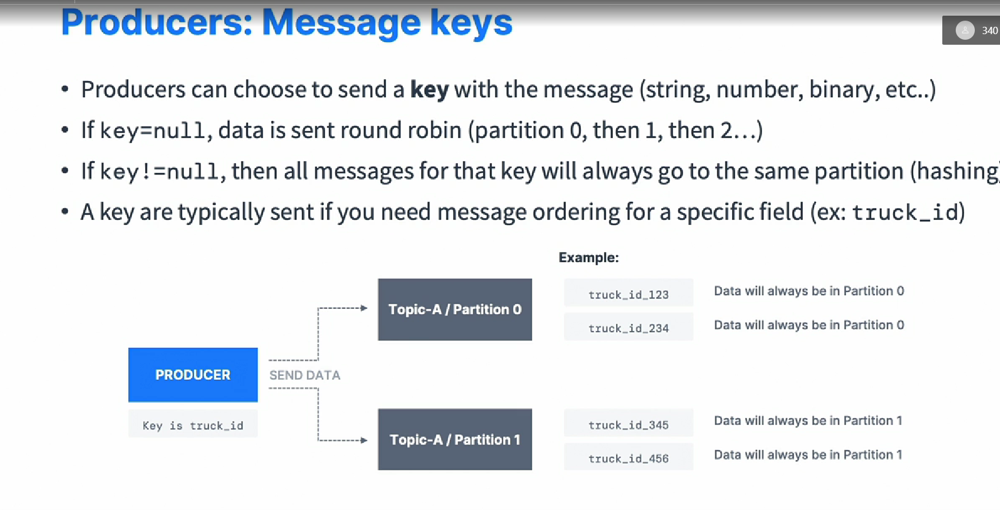 Producers: Message keys
340
• Producers can choose to send a key with the message (string, number, binary, etc..)
• If key=null, data is sent round robin (partition 0, then 1, then 2...)
• If key!=null, then all messages for that key will always go to the same partition (hashing)
• A key are typically sent if you need message ordering for a specific field (ex: truck_id)
Example:
Topic-A / Partition 0
truck_id_123
Data will always be in Partition 0
truck_id_234
Data will always be in Partition 0
PRODUCER
SEND DATA
Key is truck_id
Topic-A / Partition 1
truck_id_345
Data will always be in Partition 1
truck_id_456
Data will always be in Partition 1